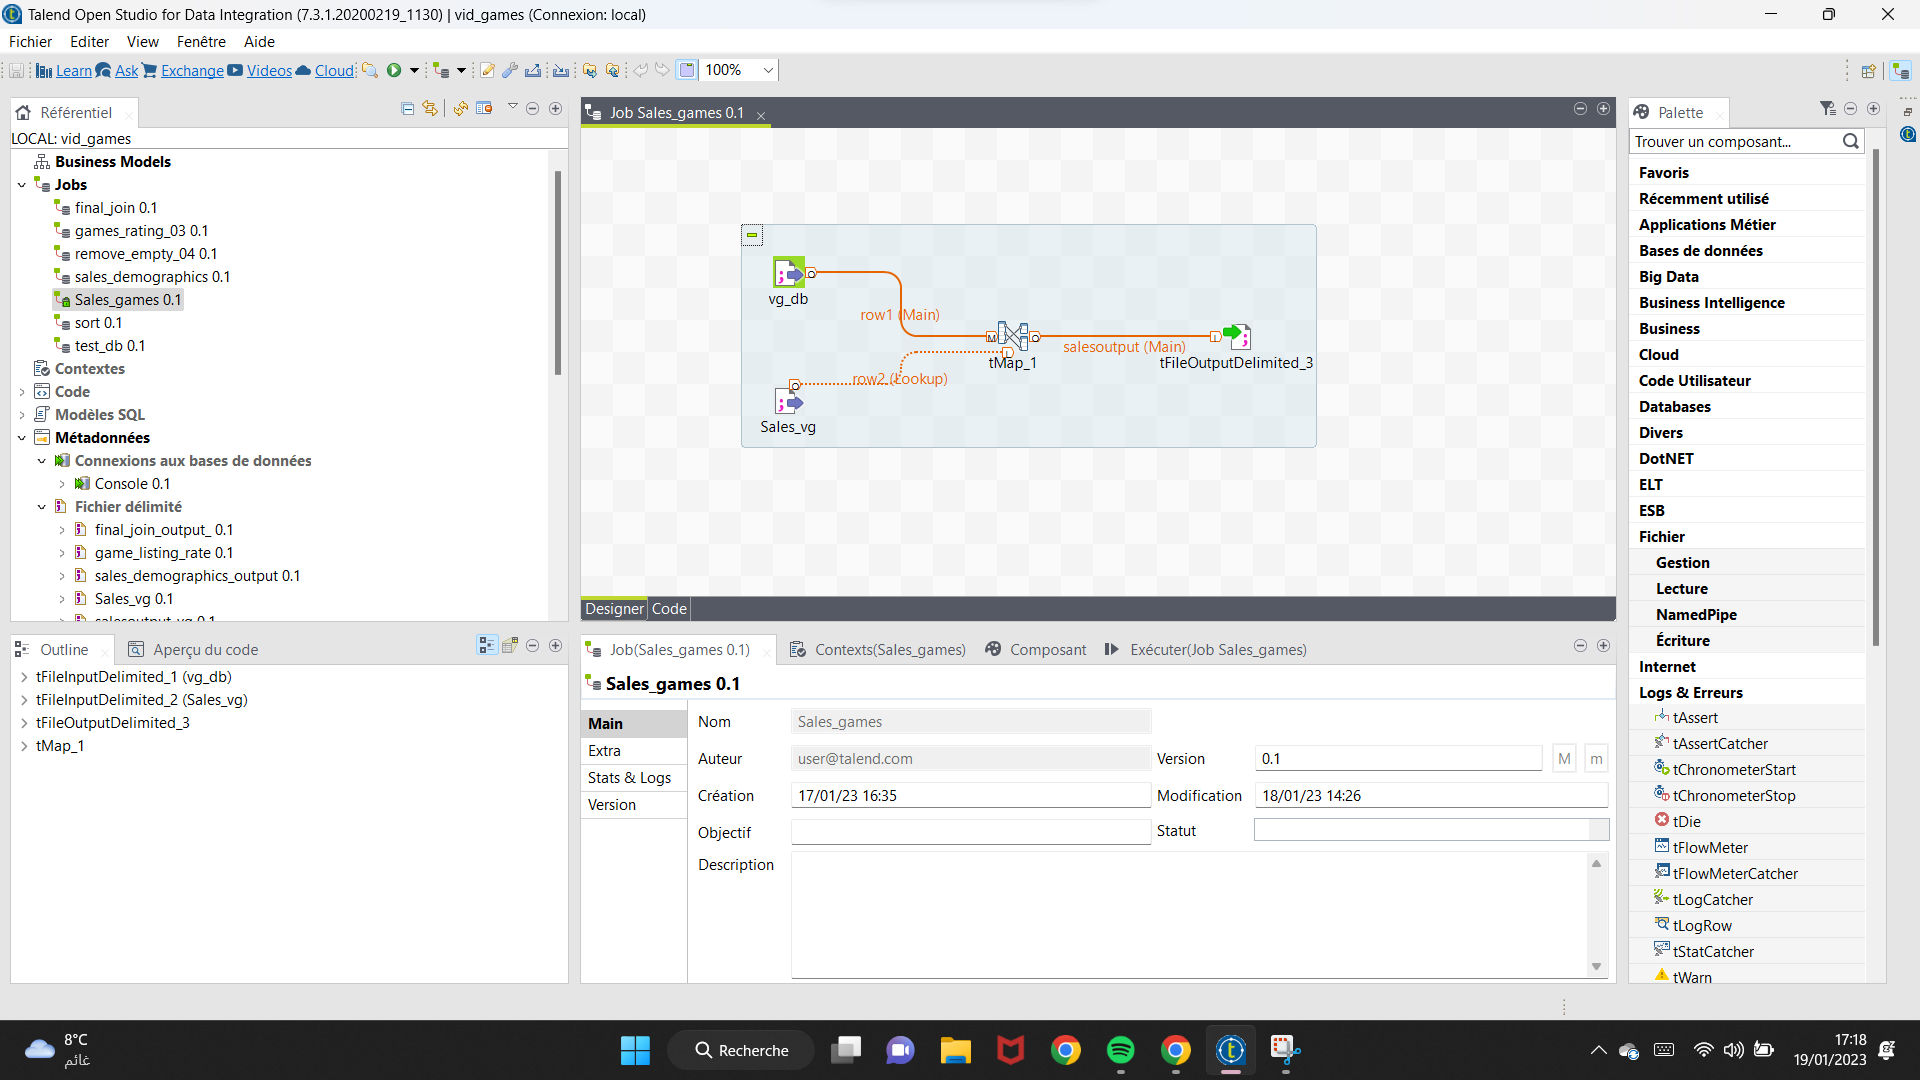 Talend Open Studio for Data Integration (7.3.1.20200219_1130) | vid_games (Connexion: local)
Fichier Editer View Fenêtre Aide
Learn Ask Exchange Videos Cloud 100%
Référentiel
LOCAL: vid_games
Business Models
Jobs
final_join 0.1
games_rating_03 0.1
remove_empty_04 0.1
sales_demographics 0.1
Sales_games 0.1
sort 0.1
test_db 0.1
Contextes
Code
Modèles SQL
Métadonnées
Connexions aux bases de données
Console 0.1
Fichier délimité
final_join_output_ 0.1
game_listing_rate 0.1
sales_demographics_output 0.1
Sales_vg 0.1
salesoutput_vg 0.1
Job Sales_games 0.1
vg_db
row1 (Main)
tMap_1
salesoutput (Main)
tFileOutputDelimited_3
row2 (Lookup)
Sales_vg
Designer Code
Palette
Trouver un composant...
Favoris
Récemment utilisé
Applications Métier
Bases de données
Big Data
Business Intelligence
Business
Cloud
Code Utilisateur
Databases
Divers
DotNET
ELT
ESB
Fichier
Gestion
Lecture
NamedPipe
Écriture
Internet
Logs & Erreurs
tAssert
tAssertCatcher
tChronometerStart
tChronometerStop
tDie
tFlowMeter
tFlowMeterCatcher
tLogCatcher
tLogRow
tStatCatcher
tWarn
Outline Aperçu du code
tFileInputDelimited_1 (vg_db)
tFileInputDelimited_2 (Sales_vg)
tFileOutputDelimited_3
tMap_1
Job(Sales_games 0.1) Contexts(Sales_games) Composant Exécuter(Job Sales_games)
Sales_games 0.1
Main
Extra
Stats & Logs
Version
Nom Sales_games
Auteur user@talend.com Version 0.1 M m
Création 17/01/23 16:35 Modification 18/01/23 14:26
Objectif Statut
Description
8°C
غائم
Recherche
17:18
19/01/2023